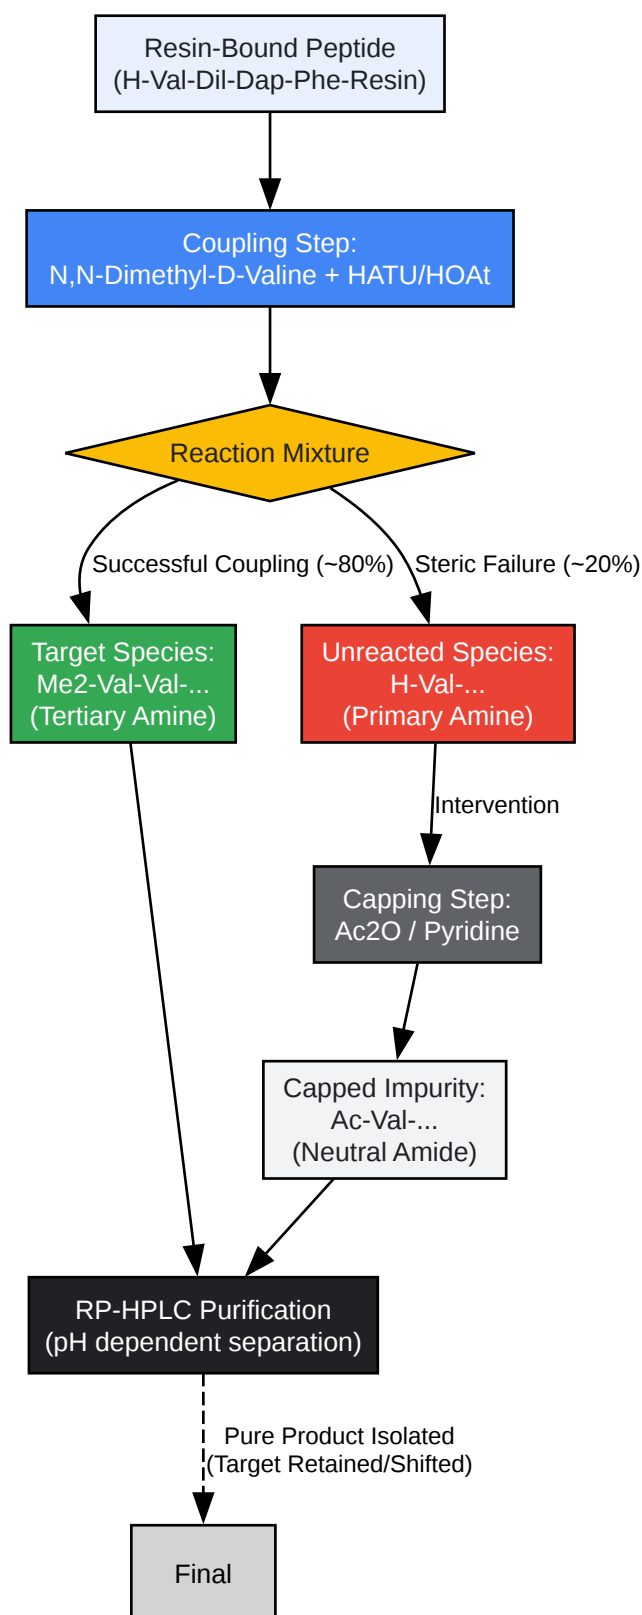 Resin-Bound Peptide
(H-Val-Dil-Dap-Phe-Resin)
Coupling Step:
N,N-Dimethyl-D-Valine + HATU/HOAt
Reaction Mixture
Successful Coupling (~80%)
Steric Failure (~20%)
Target Species:
Me2-Val-Val-...
(Tertiary Amine)
Unreacted Species:
H-Val-...
(Primary Amine)
Intervention
Capping Step:
Ac2O / Pyridine
Capped Impurity:
Ac-Val-...
(Neutral Amide)
RP-HPLC Purification
(pH dependent separation)
Pure Product Isolated
(Target Retained/Shifted)
Final